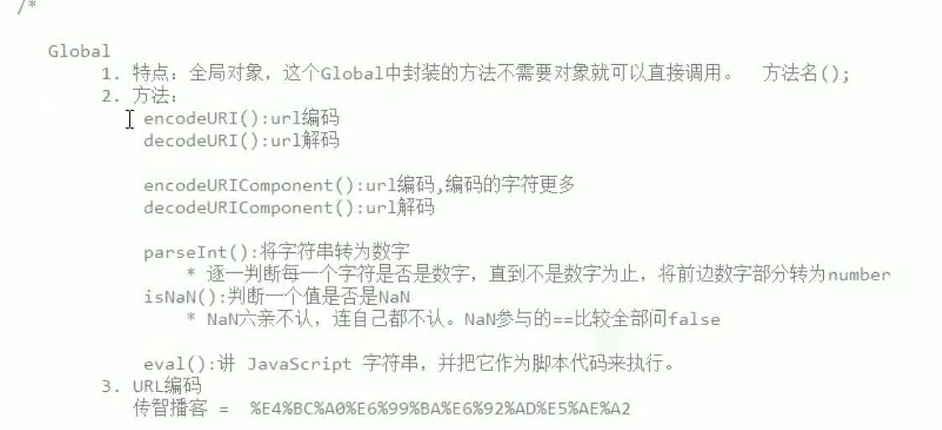 /*
Global
1. 特点：全局对象，这个Global中封装的方法不需要对象就可以直接调用。 方法名();
2. 方法：
encodeURI():url编码
decodeURI():url解码
encodeURIComponent():url编码,编码的字符更多
decodeURIComponent():url解码
parseInt():将字符串转为数字
* 逐一判断每一个字符是否是数字，直到不是数字为止，将前边数字部分转为number
isNaN():判断一个值是否是NaN
* NaN六亲不认，连自己都不认。NaN参与的==比较全部问false
eval():讲 JavaScript 字符串，并把它作为脚本代码来执行。
3. URL编码
传智播客 = %E4%BC%A0%E6%99%BA%E6%92%AD%E5%AE%A2